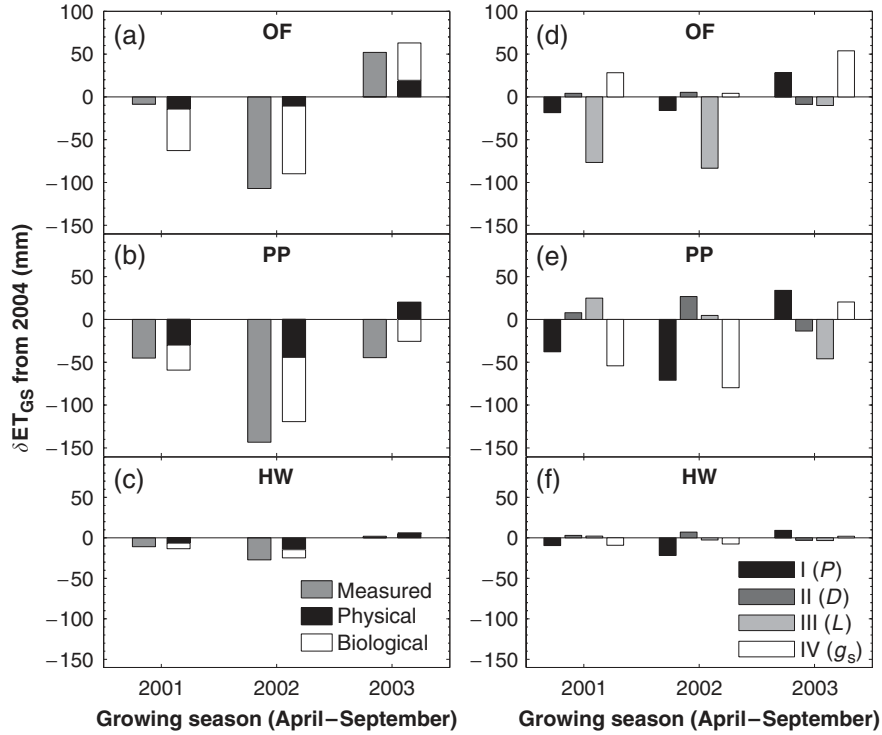 (a) OF
100
50
0
−50
−100
−150
(b) PP
50
0
−50
−100
−150
(c) HW
50
0
−50
−100
−150
Measured
Physical
Biological
2001 2002 2003
Growing season (April–September)
δET_GS from 2004 (mm)
(d) OF
100
50
0
−50
−100
−150
(e) PP
50
0
−50
−100
−150
(f) HW
50
0
−50
−100
−150
I (P)
II (D)
III (L)
IV (g_s)
2001 2002 2003
Growing season (April–September)